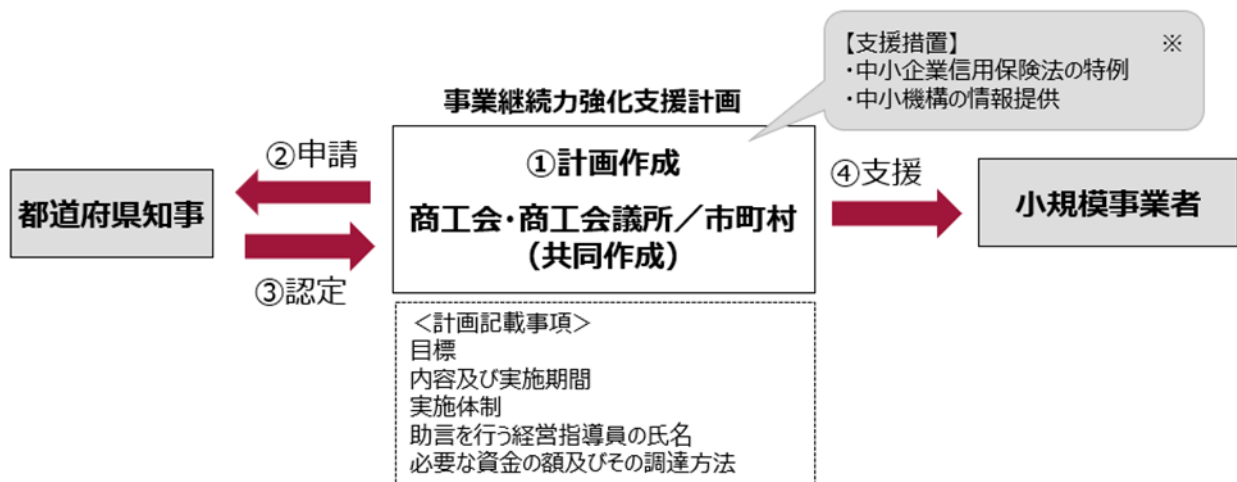 【支援措置】 ※
・中小企業信用保険法の特例
・中小機構の情報提供
事業継続力強化支援計画
②申請
①計画作成
④支援
都道府県知事
商工会・商工会議所／市町村
（共同作成）
小規模事業者
③認定
＜計画記載事項＞
目標
内容及び実施期間
実施体制
助言を行う経営指導員の氏名
必要な資金の額及びその調達方法